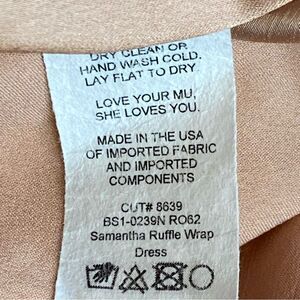 DRY CLEAN OR
HAND WASH COLD.
LAY FLAT TO DRY.
LOVE YOUR MU,
SHE LOVES YOU.
MADE IN THE USA
OF IMPORTED FABRIC
AND IMPORTED
COMPONENTS
CUT# 8639
BS1-0239N RO62
Samantha Ruffle Wrap
Dress